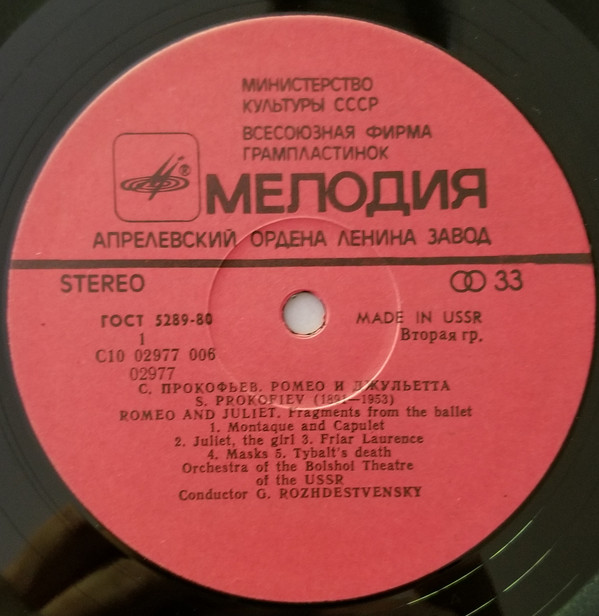 МИНИСТЕРСТВО
КУЛЬТУРЫ СССР
ВСЕСОЮЗНАЯ ФИРМА
ГРАМПЛАСТИНОК
®
МЕЛОДИЯ
АПРЕЛЕВСКИЙ ОРДЕНА ЛЕНИНА ЗАВОД
STEREO
33
ГОСТ 5289-80
MADE IN USSR
1
Вторая гр.
С10 02977 006
02977
С. ПРОКОФЬЕВ. РОМЕО И ДЖУЛЬЕТТА
S. PROKOFIEV (1891—1953)
ROMEO AND JULIET. Fragments from the ballet
1. Montaque and Capulet
2. Juliet, the girl 3. Friar Laurence
4. Masks 5. Tybalt's death
Orchestra of the Bolshoi Theatre
of the USSR
Conductor G. ROZHDESTVENSKY